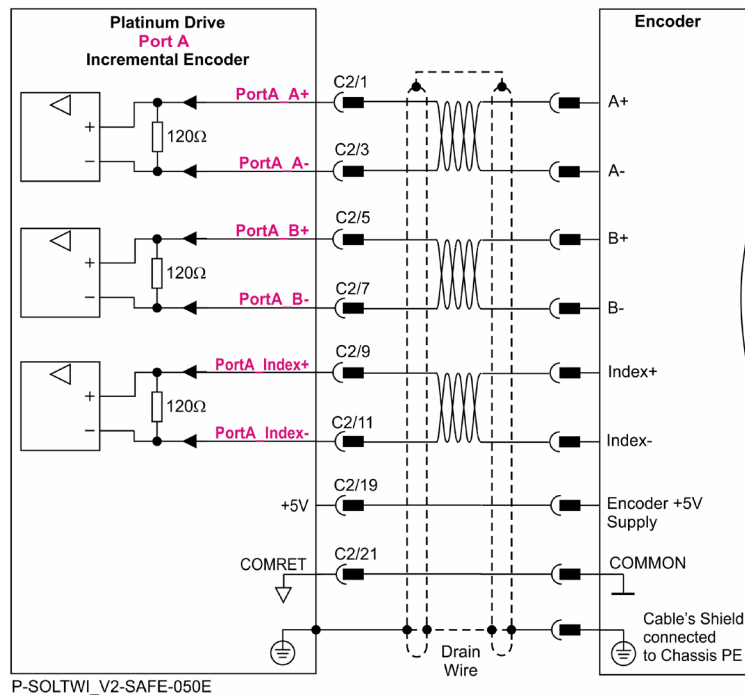 Platinum Drive
Port A
Incremental Encoder
Encoder
PortA_A+
C2/1
A+
+
120Ω
−
PortA_A-
C2/3
A-
PortA_B+
C2/5
B+
+
120Ω
−
PortA_B-
C2/7
B-
PortA_Index+
C2/9
Index+
+
120Ω
−
PortA_Index-
C2/11
Index-
+5V
C2/19
Encoder +5V
Supply
COMRET
C2/21
COMMON
Drain
Wire
Cable's Shield
connected
to Chassis PE
P-SOLTWI_V2-SAFE-050E